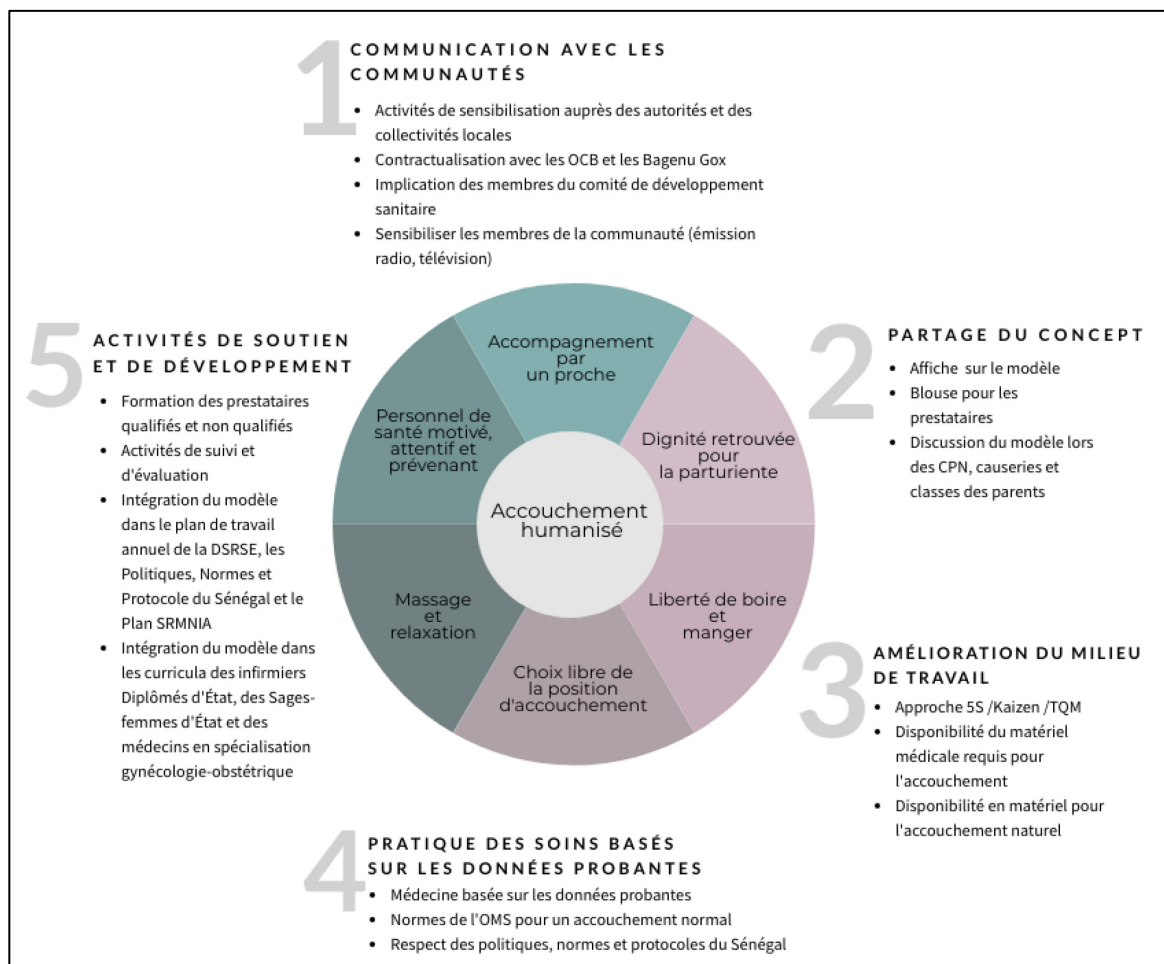 1
COMMUNICATION AVEC LES
COMMUNAUTÉS
• Activités de sensibilisation auprès des autorités et des
collectivités locales
• Contractualisation avec les OCB et les Bagenu Gox
• Implication des membres du comité de développement
sanitaire
• Sensibiliser les membres de la communauté (émission
radio, télévision)
2
PARTAGE DU CONCEPT
• Affiche sur le modèle
• Blouse pour les
prestataires
• Discussion du modèle lors
des CPN, causeries et
classes des parents
3
AMÉLIORATION DU MILIEU
DE TRAVAIL
• Approche 5S /Kaizen /TQM
• Disponibilité du matériel
médicale requis pour
l'accouchement
• Disponibilité en matériel pour
l'accouchement naturel
4
PRATIQUE DES SOINS BASÉS
SUR LES DONNÉES PROBANTES
• Médecine basée sur les données probantes
• Normes de l'OMS pour un accouchement normal
• Respect des politiques, normes et protocoles du Sénégal
5
ACTIVITÉS DE SOUTIEN
ET DE DÉVELOPPEMENT
• Formation des prestataires
qualifiés et non qualifiés
• Activités de suivi et
d'évaluation
• Intégration du modèle
dans le plan de travail
annuel de la DSRSE, les
Politiques, Normes et
Protocole du Sénégal et le
Plan SRMNIA
• Intégration du modèle dans
les curricula des infirmiers
Diplômés d'État, des Sages-
femmes d'État et des
médecins en spécialisation
gynécologie-obstétrique
Accompagnement
par
un proche
Dignité retrouvée
pour
la parturiente
Liberté de boire
et
manger
Choix libre de
la position
d'accouchement
Massage
et
relaxation
Personnel de
santé motivé,
attentif et
prévenant
Accouchement
humanisé